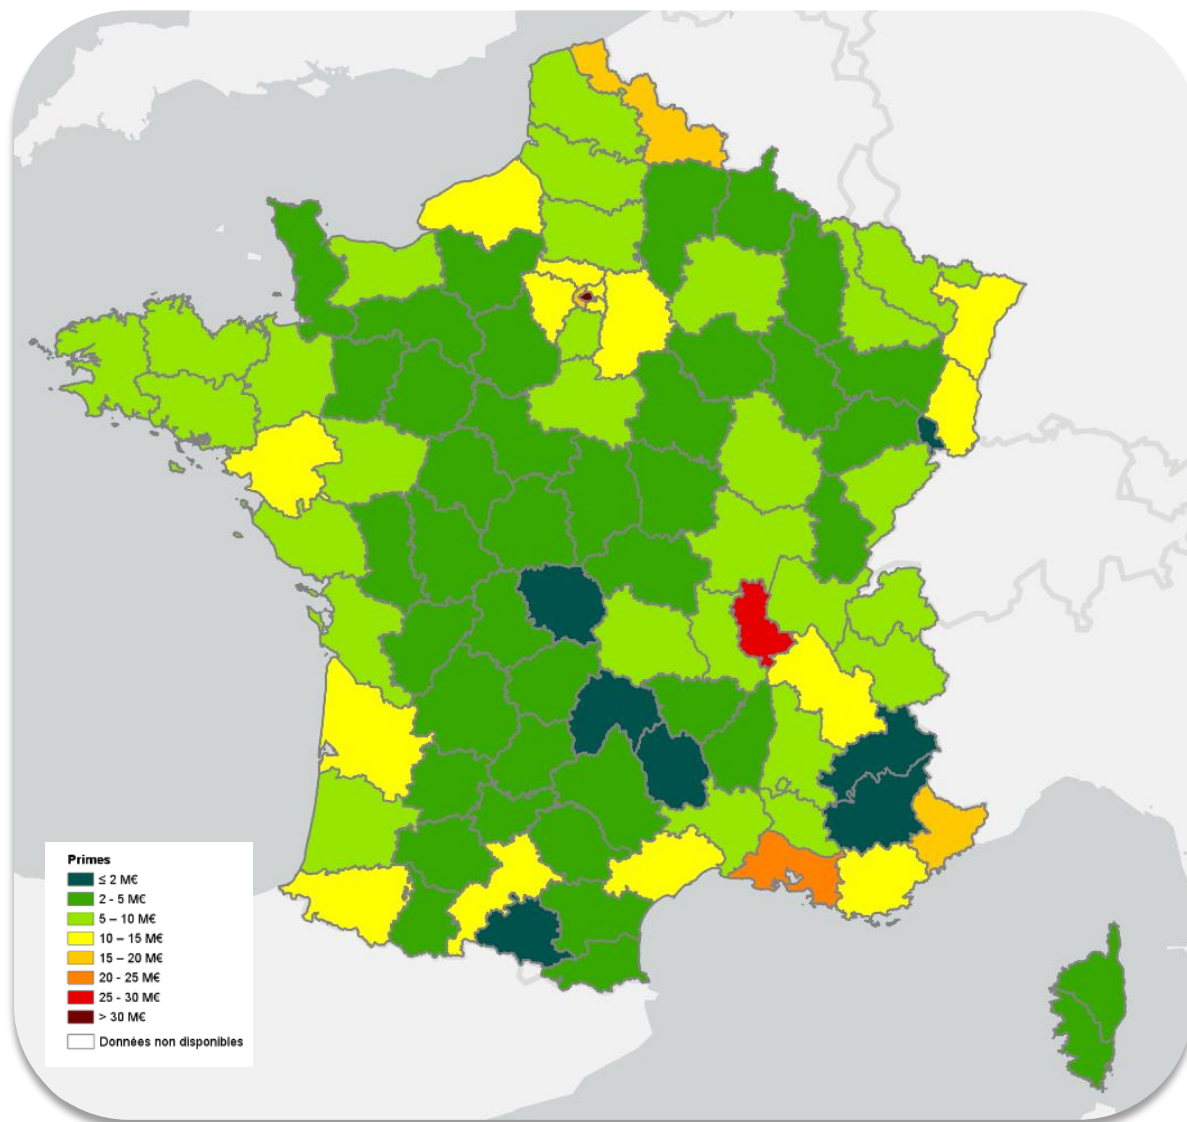 Primes
≤ 2 M€
2 - 5 M€
5 – 10 M€
10 – 15 M€
15 – 20 M€
20 - 25 M€
25 - 30 M€
> 30 M€
Données non disponibles